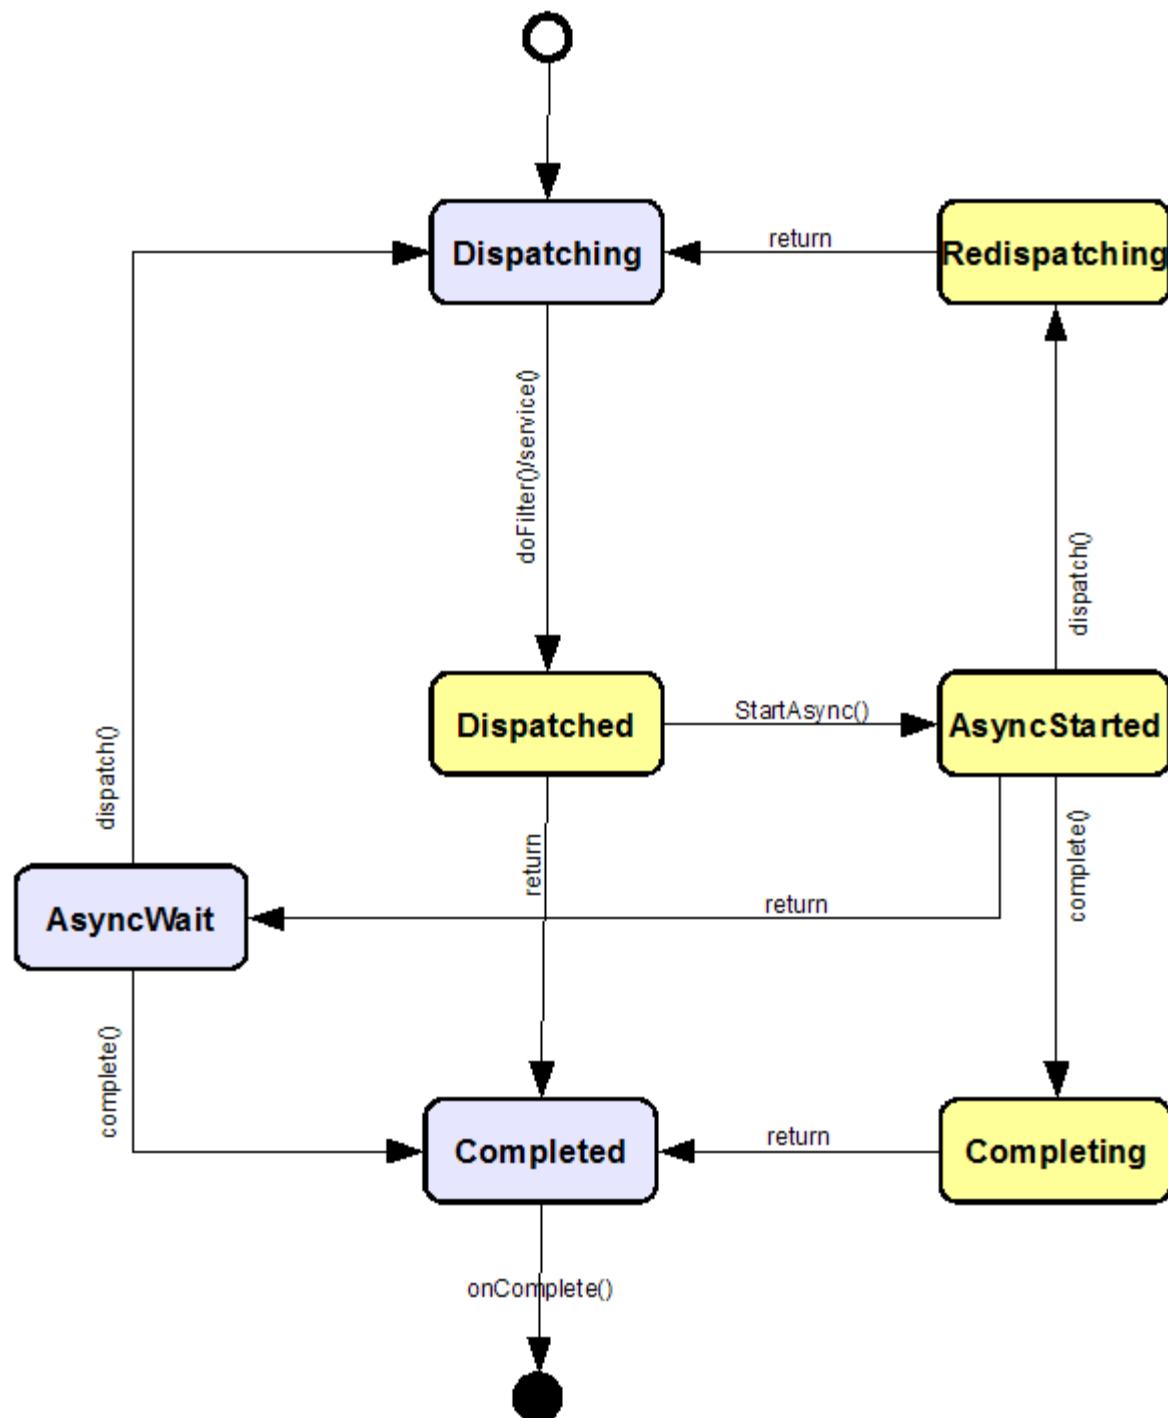 Dispatching
return
Redispatching
doFilter()/service()
dispatch()
Dispatched
StartAsync()
AsyncStarted
dispatch()
return
complete()
AsyncWait
return
complete()
Completed
return
Completing
onComplete()